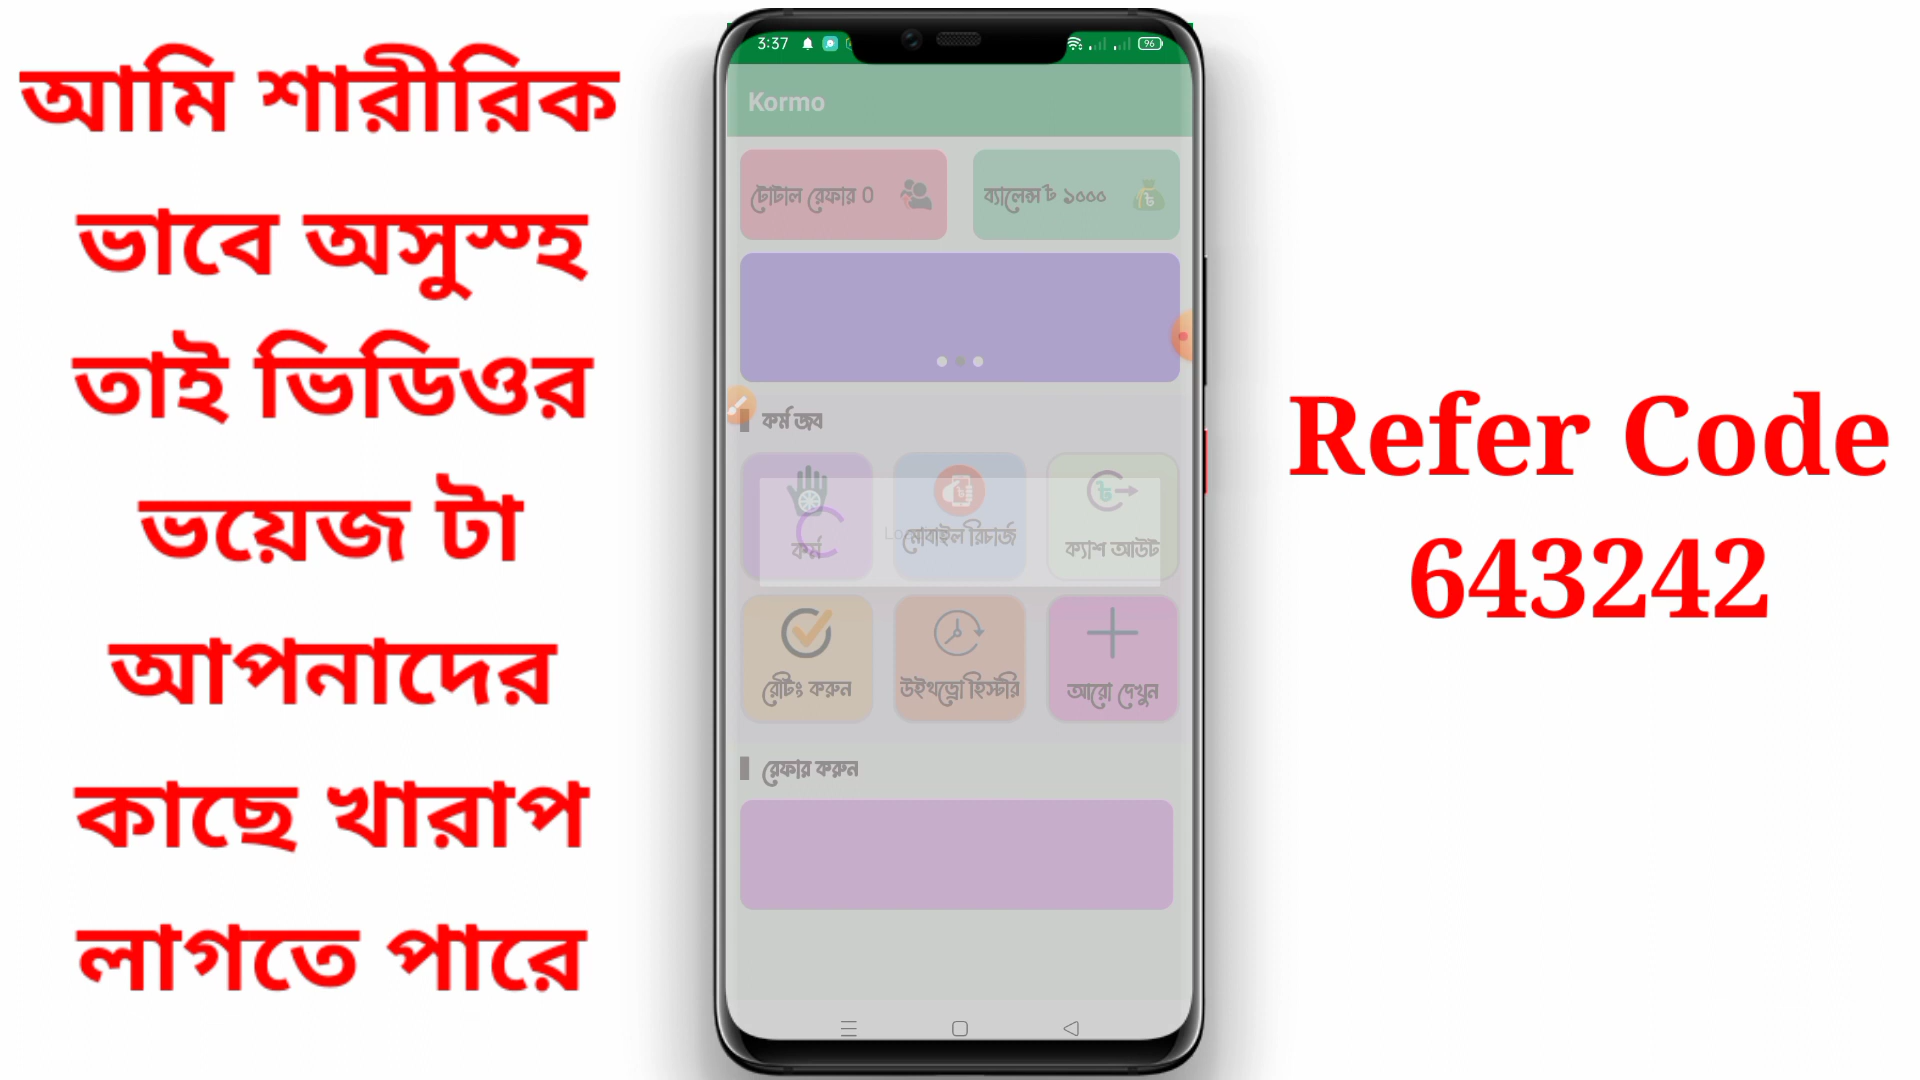 আমি শারীরিক
ভাবে অসুস্হ
তাই ভিডিওর
ভয়েজ টা
আপনাদের
কাছে খারাপ
লাগতে পারে
3:37
96
Kormo
টোটাল রেফার 0
ব্যালেন্স ৳ ১০০০
কর্ম জব
কর্ম
মোবাইল রিচার্জ
ক্যাশ আউট
রেটিং করুন
উইথড্রো হিস্টরি
আরো দেখুন
রেফার করুন
Refer Code
643242